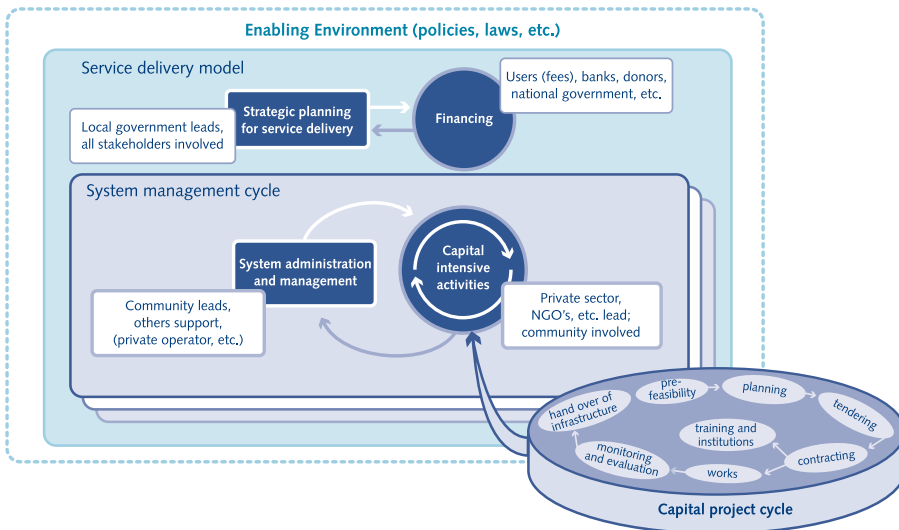 Enabling Environment (policies, laws, etc.)
Service delivery model
Users (fees), banks, donors,
national government, etc.
Strategic planning
for service delivery
Financing
Local government leads,
all stakeholders involved
System management cycle
System administration
and management
Capital
intensive
activities
Community leads,
others support,
(private operator, etc.)
Private sector,
NGO's, etc. lead;
community involved
pre-
feasibility
planning
tendering
contracting
training and
institutions
works
monitoring
and evaluation
hand over of
infrastructure
Capital project cycle